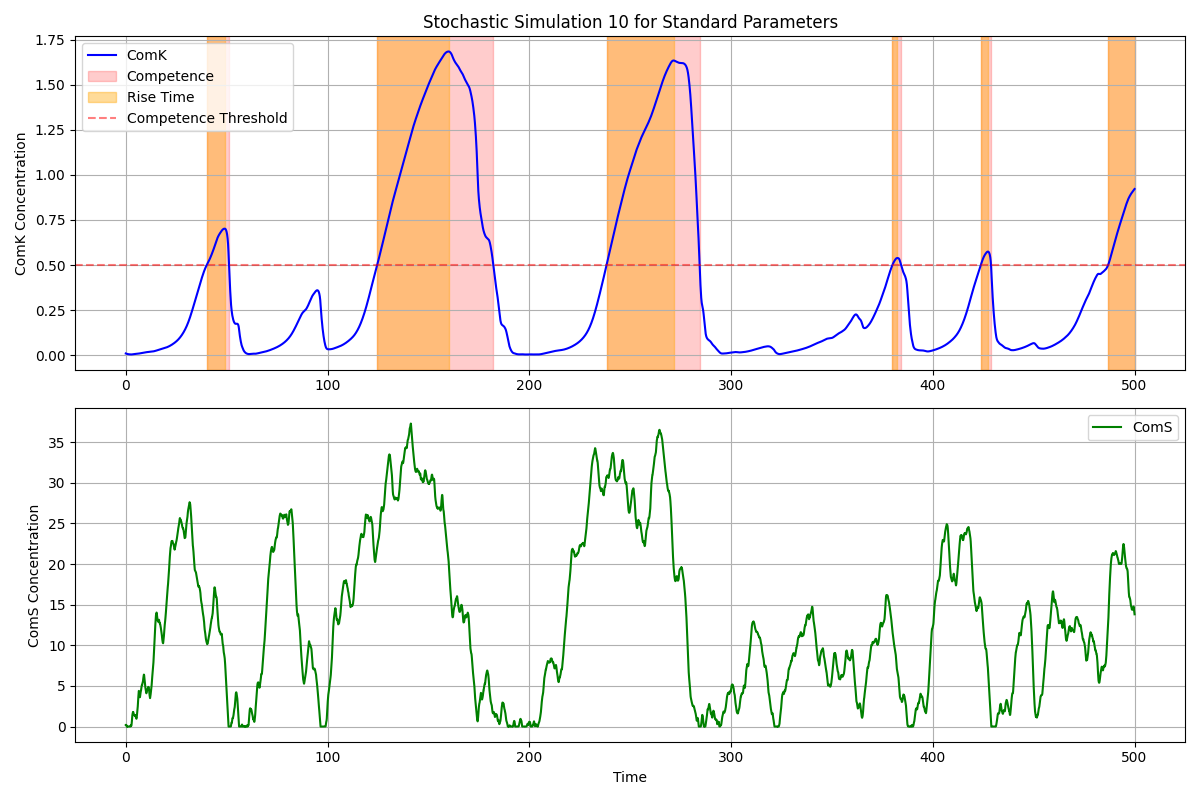 Stochastic Simulation 10 for Standard Parameters
ComK Concentration
1.75
1.50
1.25
1.00
0.75
0.50
0.25
0.00
ComK
Competence
Rise Time
Competence Threshold
0 100 200 300 400 500
ComS Concentration
35
30
25
20
15
10
5
0
ComS
0 100 200 300 400 500
Time